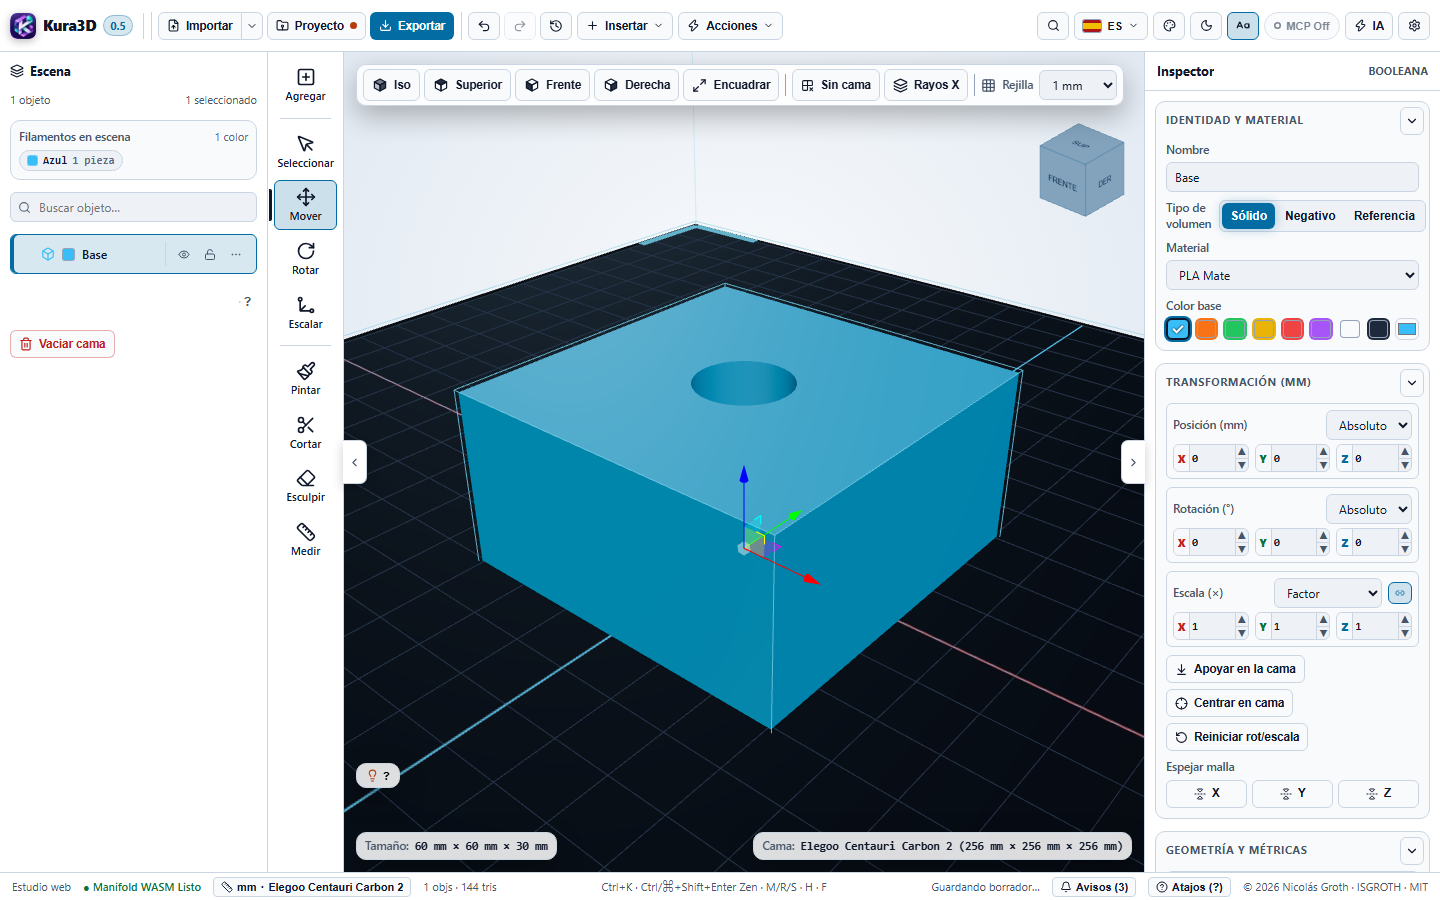 Kura3D 0.5 Importar Proyecto Exportar Insertar Acciones ES Aa MCP Off IA
Escena
1 objeto 1 seleccionado
Filamentos en escena 1 color
Azul 1 pieza
Buscar objeto...
Base
?
Vaciar cama
Agregar
Seleccionar
Mover
Rotar
Escalar
Pintar
Cortar
Esculpir
Medir
Iso Superior Frente Derecha Encuadrar Sin cama Rayos X Rejilla 1 mm
SUP
FRENTE DER
?
Tamaño: 60 mm × 60 mm × 30 mm
Cama: Elegoo Centauri Carbon 2 (256 mm × 256 mm × 256 mm)
Inspector BOOLEANA
IDENTIDAD Y MATERIAL
Nombre
Base
Tipo de volumen Sólido Negativo Referencia
Material
PLA Mate
Color base
TRANSFORMACIÓN (MM)
Posición (mm) Absoluto
X 0 Y 0 Z 0
Rotación (°) Absoluto
X 0 Y 0 Z 0
Escala (×) Factor
X 1 Y 1 Z 1
Apoyar en la cama
Centrar en cama
Reiniciar rot/escala
Espejar malla
X Y Z
GEOMETRÍA Y MÉTRICAS
Estudio web Manifold WASM Listo mm · Elegoo Centauri Carbon 2 1 objs · 144 tris Ctrl+K · Ctrl/⌘+Shift+Enter Zen · M/R/S · H · F Guardando borrador... Avisos (3) Atajos (?) © 2026 Nicolás Groth · ISGROTH · MIT